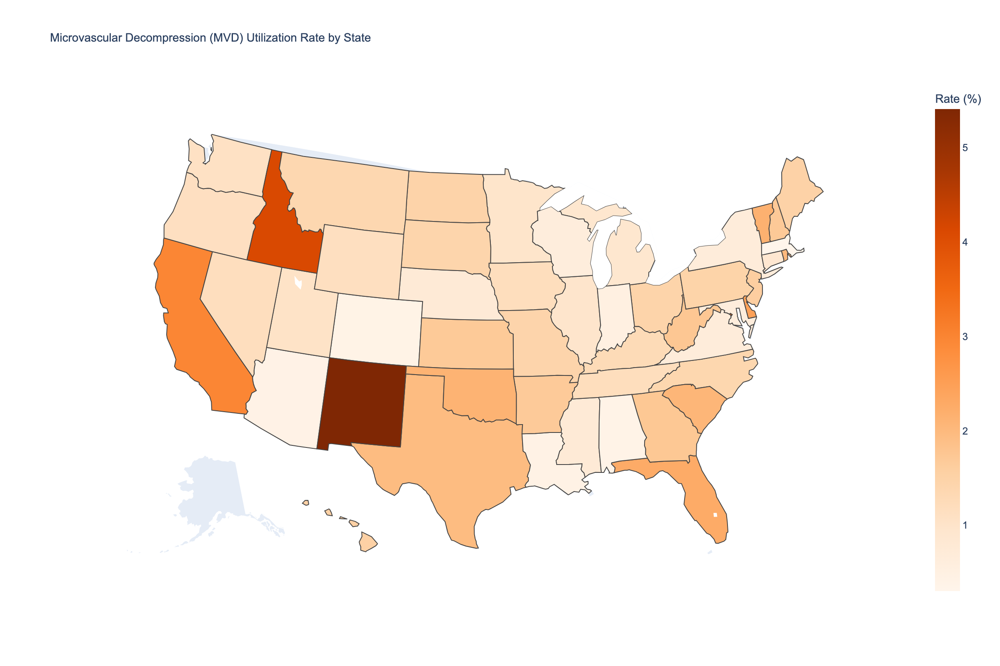 Microvascular Decompression (MVD) Utilization Rate by State
Rate (%)
5
4
3
2
1